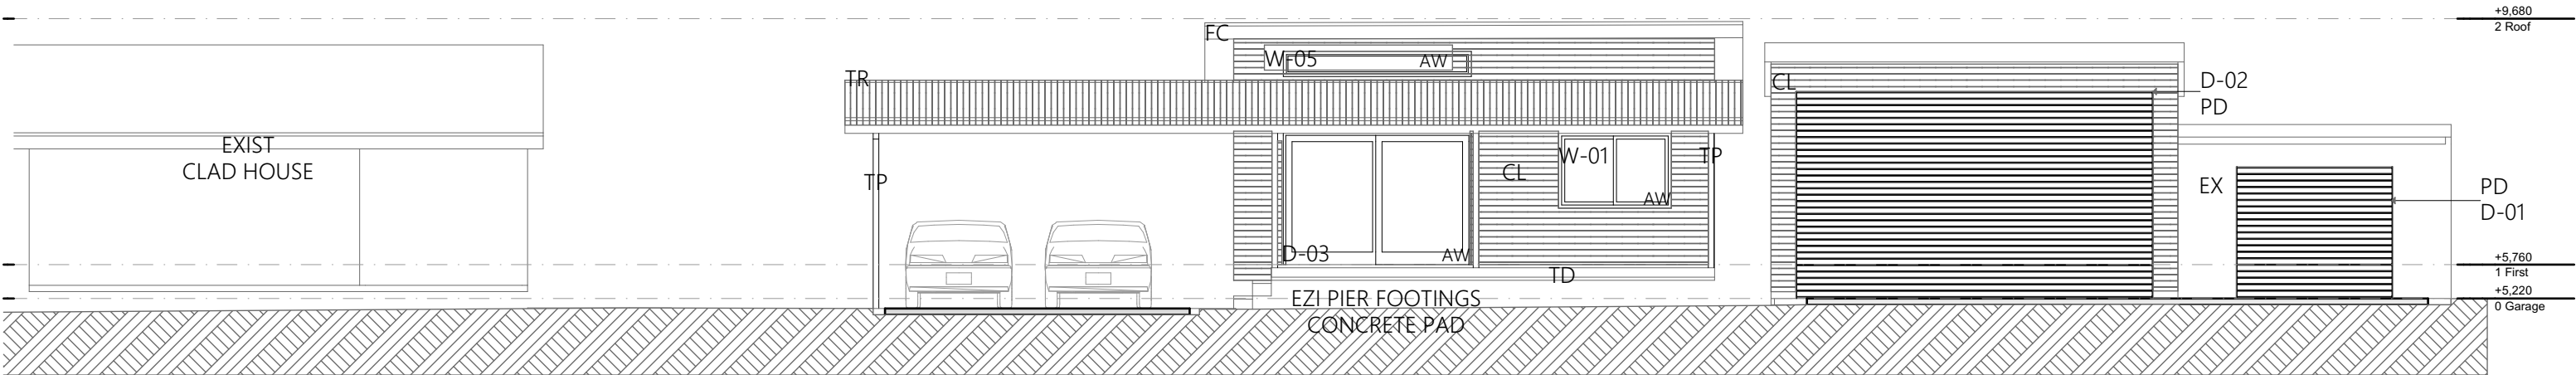 +9,680
2 Roof
FC
W-05
AW
TR
CL
D-02
PD
EXIST
CLAD HOUSE
TP
CL
W-01
AW
TP
EX
PD
D-01
D-03
AW
TD
+5,760
1 First
EZI PIER FOOTINGS
CONCRETE PAD
+5,220
0 Garage